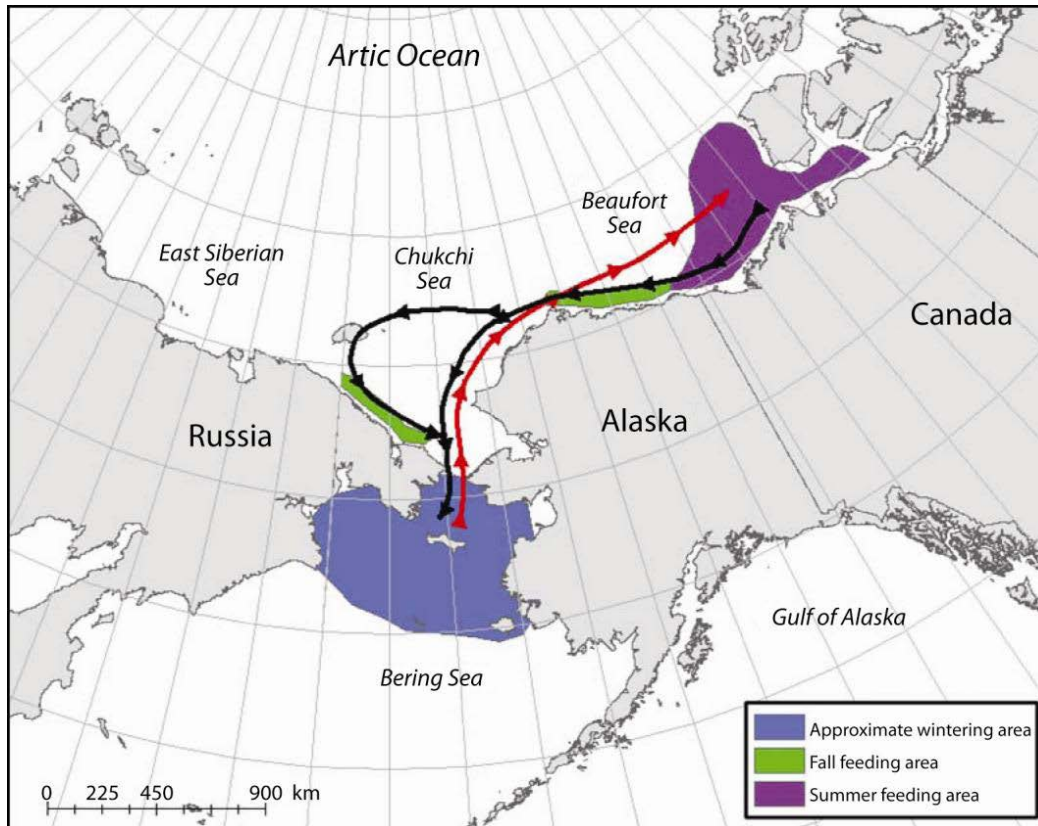 Artic Ocean
Beaufort
Sea
East Siberian
Sea
Chukchi
Sea
Canada
Russia
Alaska
Gulf of Alaska
Bering Sea
Approximate wintering area
Fall feeding area
Summer feeding area
0 225 450 900 km